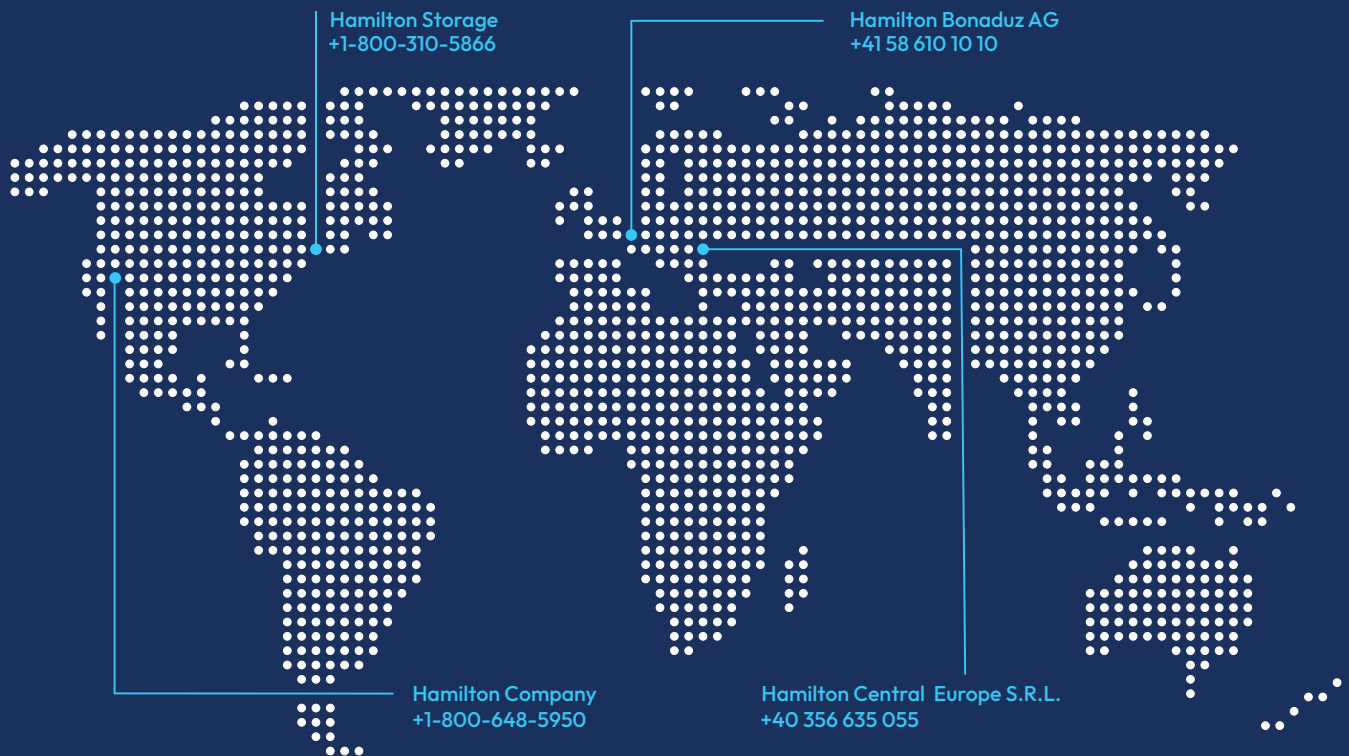 Hamilton Storage
+1-800-310-5866
Hamilton Bonaduz AG
+41 58 610 10 10
Hamilton Company
+1-800-648-5950
Hamilton Central Europe S.R.L.
+40 356 635 055